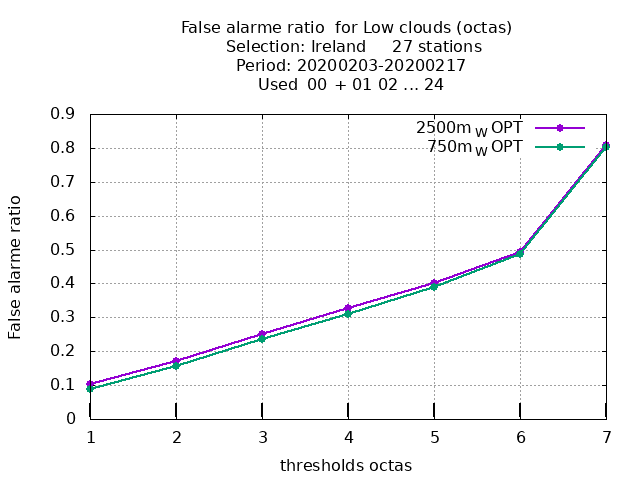 False alarme ratio  for Low clouds (octas)
Selection: Ireland     27 stations
Period: 20200203-20200217
Used  00  + 01 02 ... 24
2500m W OPT
750m W OPT
False alarme ratio
0.9
0.8
0.7
0.6
0.5
0.4
0.3
0.2
0.1
0
1 2 3 4 5 6 7
thresholds octas